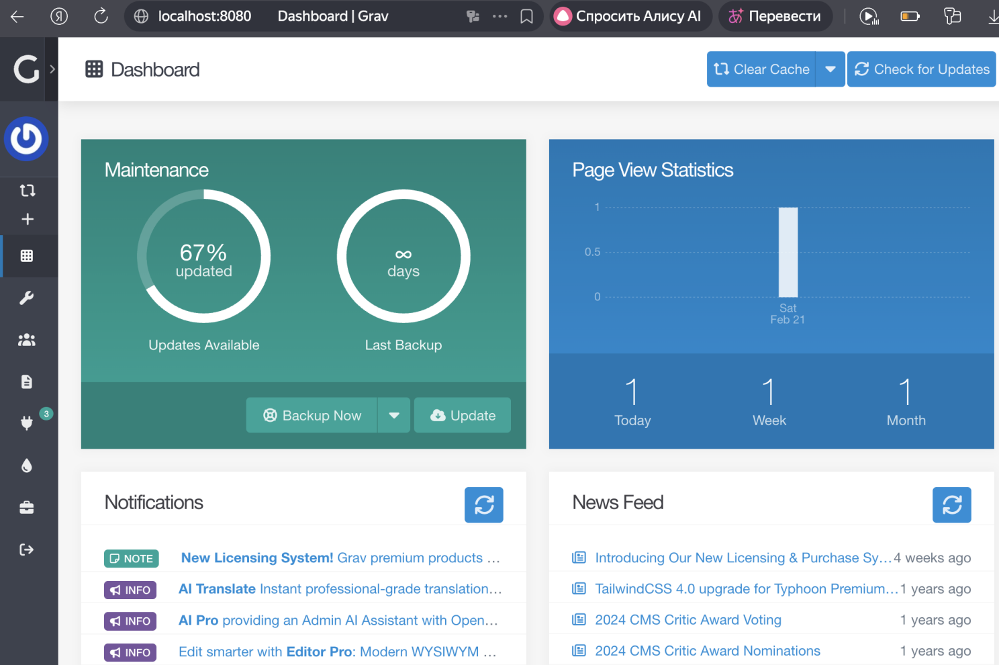 localhost:8080 Dashboard | Grav Спросить Алису AI Перевести
Dashboard
Clear Cache
Check for Updates
Maintenance
67%
updated
Updates Available
∞
days
Last Backup
Backup Now
Update
Page View Statistics
1
0.5
0
Sat
Feb 21
1
Today
1
Week
1
Month
3
Notifications
NOTE New Licensing System! Grav premium products ...
INFO AI Translate Instant professional-grade translation...
INFO AI Pro providing an Admin AI Assistant with Open...
INFO Edit smarter with Editor Pro: Modern WYSIWYM ...
News Feed
Introducing Our New Licensing & Purchase Sy... 4 weeks ago
TailwindCSS 4.0 upgrade for Typhoon Premium... 1 years ago
2024 CMS Critic Award Voting 1 years ago
2024 CMS Critic Award Nominations 1 years ago